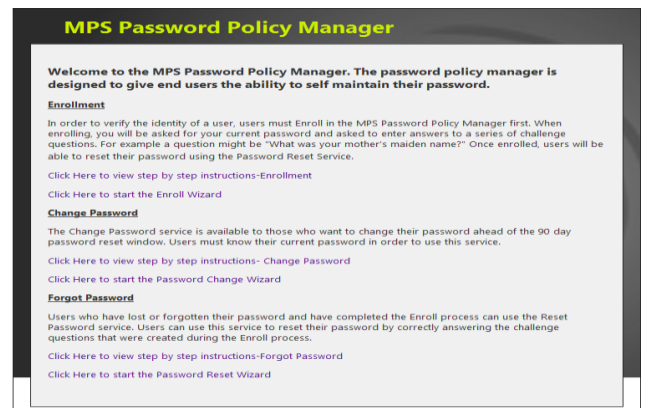 MPS Password Policy Manager
Welcome to the MPS Password Policy Manager. The password policy manager is
designed to give end users the ability to self maintain their password.
Enrollment
In order to verify the identity of a user, users must Enroll in the MPS Password Policy Manager first. When
enrolling, you will be asked for your current password and asked to enter answers to a series of challenge
questions. For example a question might be "What was your mother's maiden name?" Once enrolled, users will be
able to reset their password using the Password Reset Service.
Click Here to view step by step instructions-Enrollment
Click Here to start the Enroll Wizard
Change Password
The Change Password service is available to those who want to change their password ahead of the 90 day
password reset window. Users must know their current password in order to use this service.
Click Here to view step by step instructions- Change Password
Click Here to start the Password Change Wizard
Forgot Password
Users who have lost or forgotten their password and have completed the Enroll process can use the Reset
Password service. Users can use this service to reset their password by correctly answering the challenge
questions that were created during the Enroll process.
Click Here to view step by step instructions-Forgot Password
Click Here to start the Password Reset Wizard